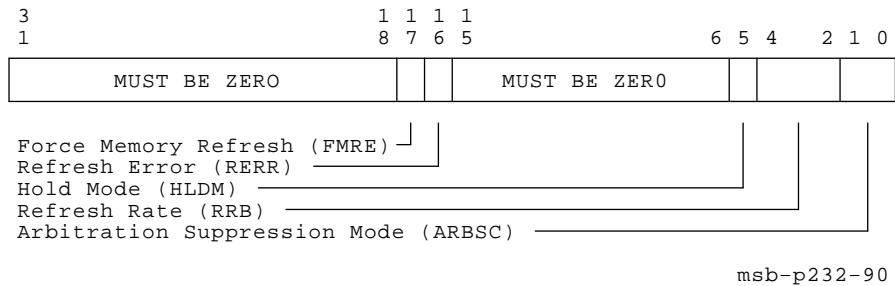 3 1 1 1 1
1 8 7 6 5 6 5 4 2 1 0
MUST BE ZERO MUST BE ZER0
Force Memory Refresh (FMRE)
Refresh Error (RERR)
Hold Mode (HLDM)
Refresh Rate (RRB)
Arbitration Suppression Mode (ARBSC)
msb-p232-90